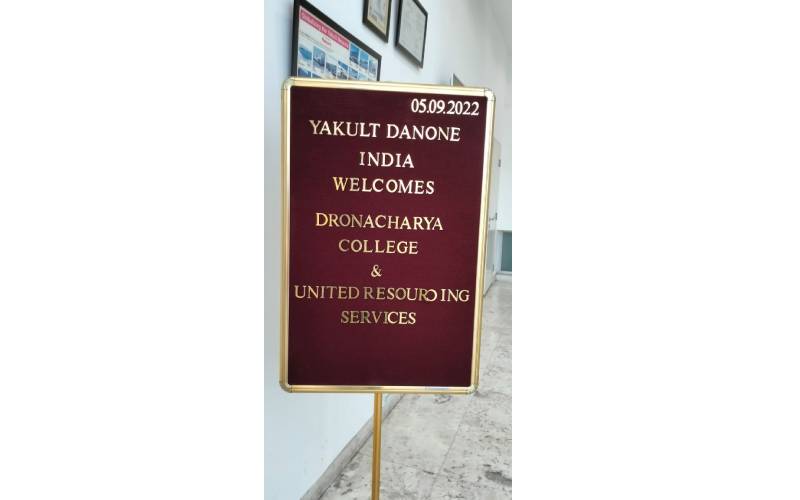 05.09.2022
YAKULT DANONE
INDIA
WELCOMES
DRONACHARYA
COLLEGE
&
UNITED RESOURCING
SERVICES